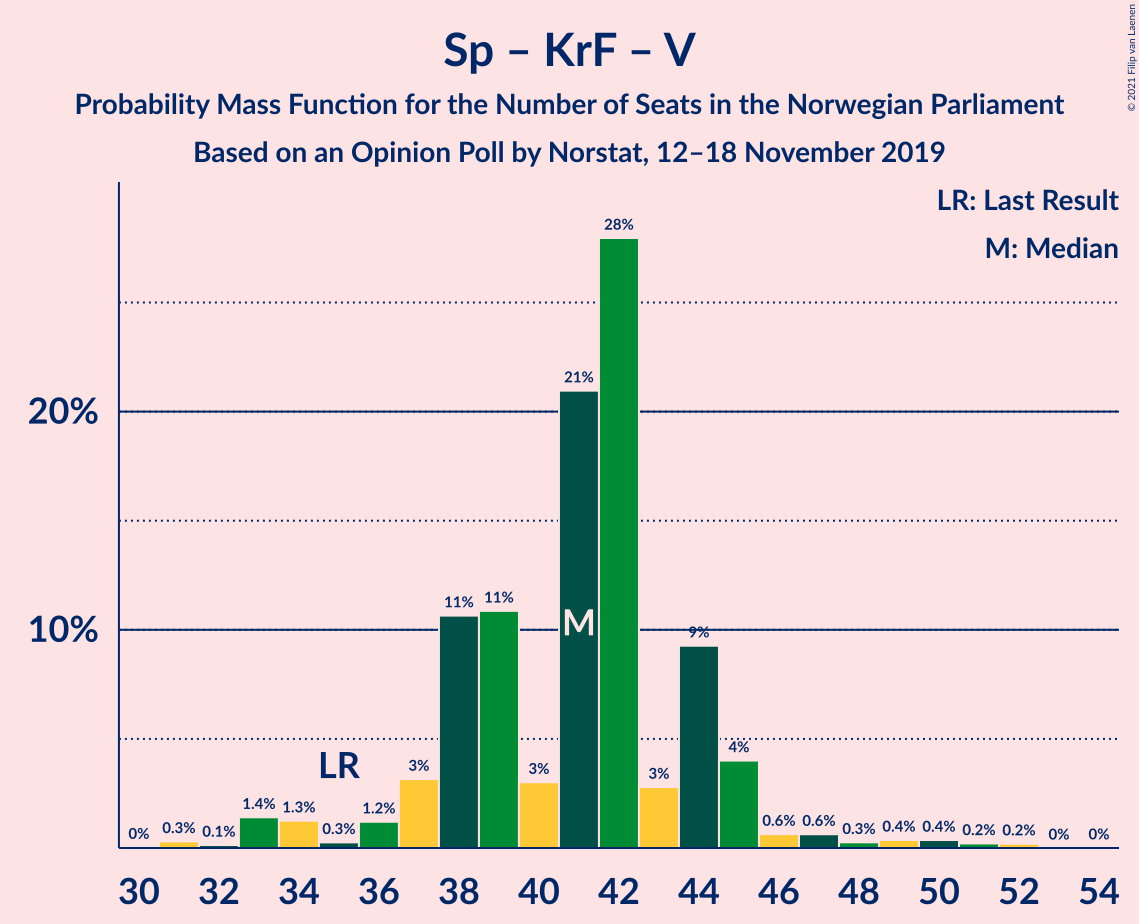 © 2021 Filip van Laenen
Sp – KrF – V
Probability Mass Function for the Number of Seats in the Norwegian Parliament
Based on an Opinion Poll by Norstat, 12–18 November 2019
LR: Last Result
M: Median
20%
10%
0% 0.3% 0.1% 1.4% 1.3% 0.3% 1.2% 3% 11% 11% 3% 21% 28% 3% 9% 4% 0.6% 0.6% 0.3% 0.4% 0.4% 0.2% 0.2% 0% 0%
LR
M
30 32 34 36 38 40 42 44 46 48 50 52 54